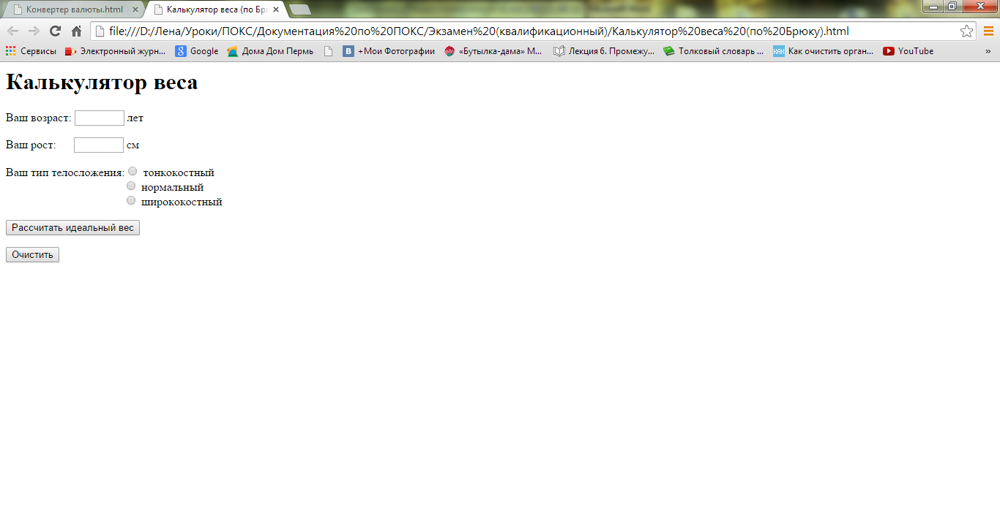 Конвертер валюты.html
Калькулятор веса (по Бр
file:///D:/Лена/Уроки/ПОКС/Документация%20по%20ПОКС/Экзамен%20(квалификационный)/Калькулятор%20веса%20(по%20Брюку).html
Сервисы Электронный журн... Google Дома Дом Пермь +Мои Фотографии «Бутылка-дама» М... Лекция 6. Промежу... Толковый словарь ... Как очистить орган... YouTube »
Калькулятор веса
Ваш возраст: лет
Ваш рост: см
Ваш тип телосложения: тонкокостный
нормальный
ширококостный
Рассчитать идеальный вес
Очистить